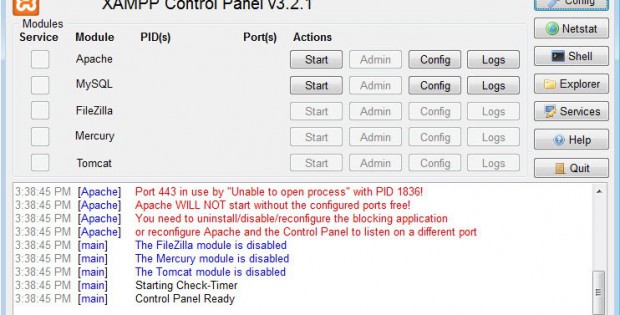 XAMPP Control Panel v3.2.1
Config
Modules
Service Module PID(s) Port(s) Actions
Netstat
Apache Start Admin Config Logs
Shell
MySQL Start Admin Config Logs
Explorer
FileZilla Start Admin Config Logs
Services
Mercury Start Admin Config Logs
Help
Tomcat Start Admin Config Logs
Quit
3:38:45 PM [Apache] Port 443 in use by "Unable to open process" with PID 1836!
3:38:45 PM [Apache] Apache WILL NOT start without the configured ports free!
3:38:45 PM [Apache] You need to uninstall/disable/reconfigure the blocking application
3:38:45 PM [Apache] or reconfigure Apache and the Control Panel to listen on a different port
3:38:45 PM [main] The FileZilla module is disabled
3:38:45 PM [main] The Mercury module is disabled
3:38:45 PM [main] The Tomcat module is disabled
3:38:45 PM [main] Starting Check-Timer
3:38:45 PM [main] Control Panel Ready